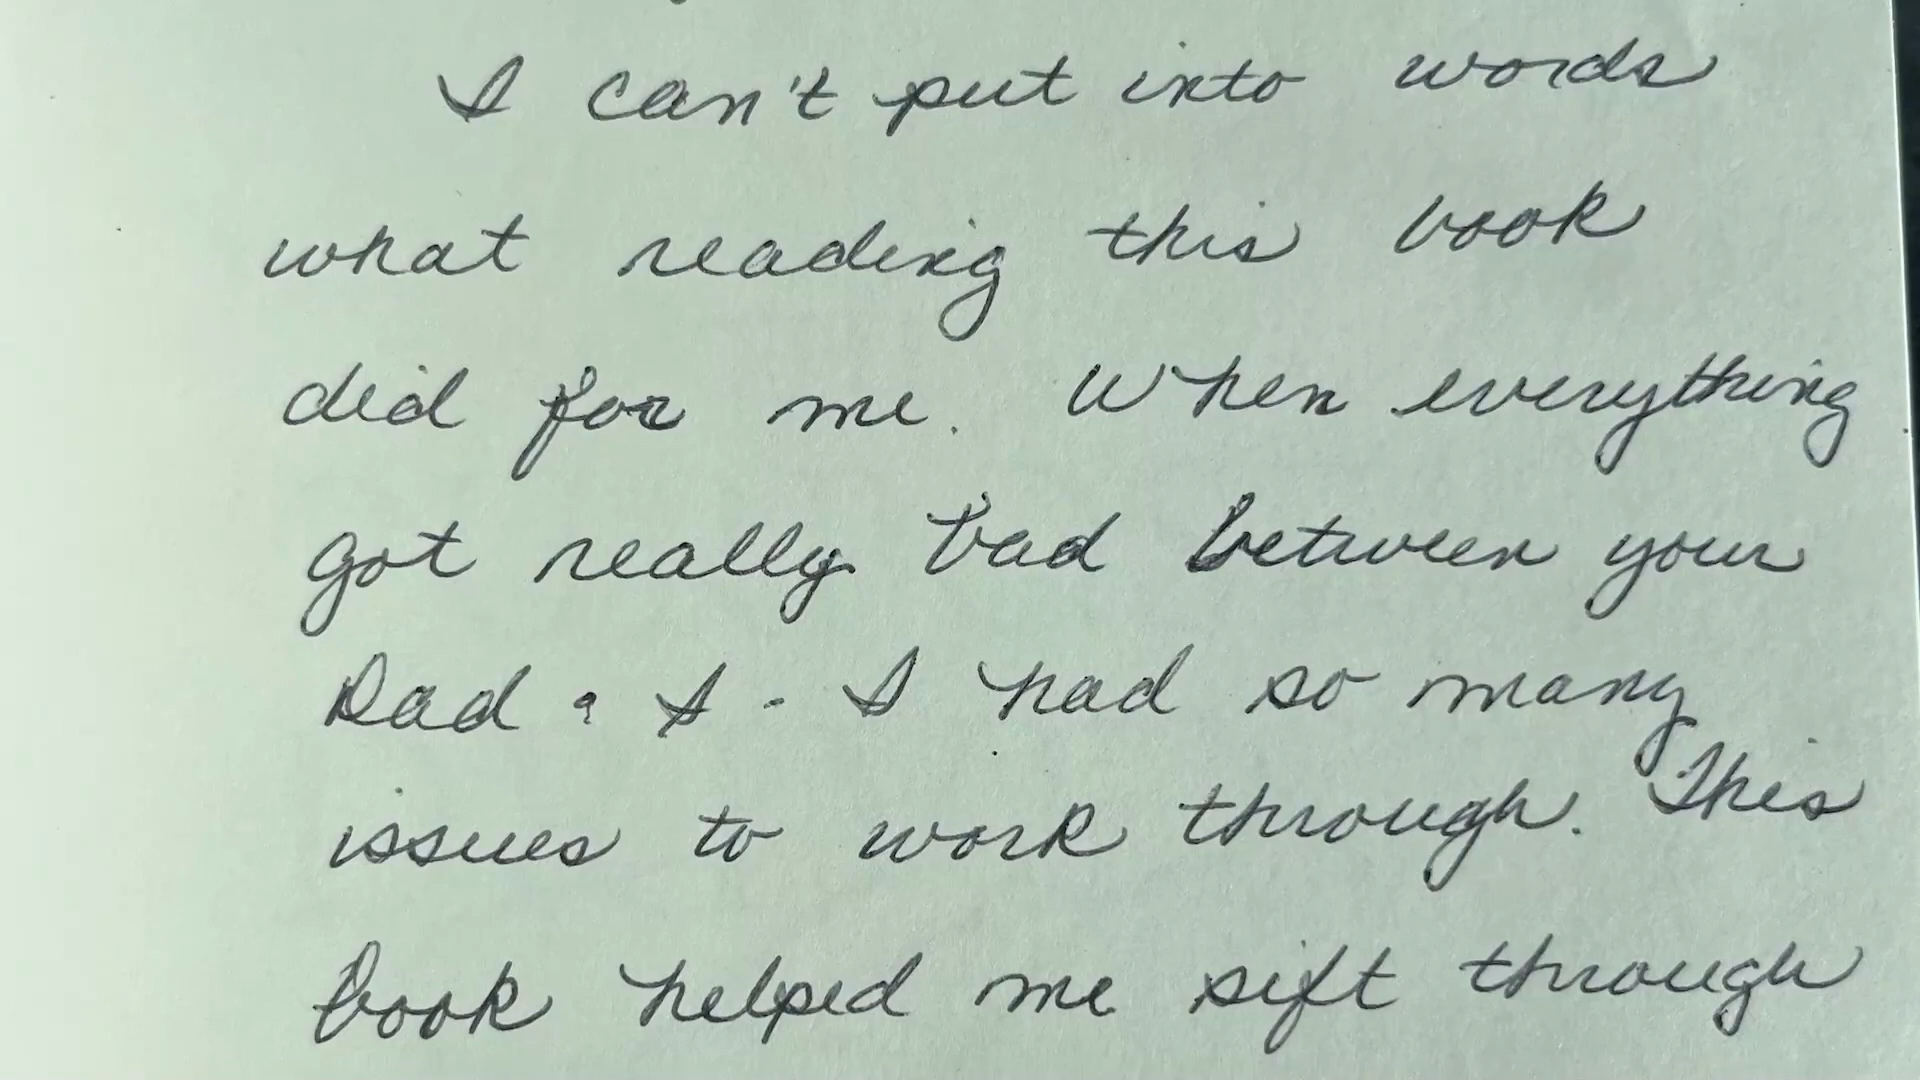 I can't put into words
what reading this book
did for me. When everything
got really bad between your
Dad & I - I had so many
issues to work through. This
book helped me sift through